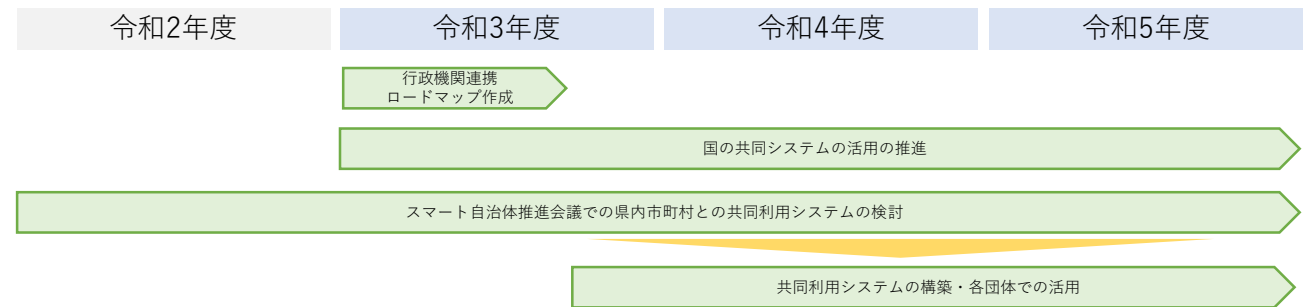 令和2年度
令和3年度
令和4年度
令和5年度
行政機関連携
ロードマップ作成
国の共同システムの活用の推進
スマート自治体推進会議での県内市町村との共同利用システムの検討
共同利用システムの構築・各団体での活用